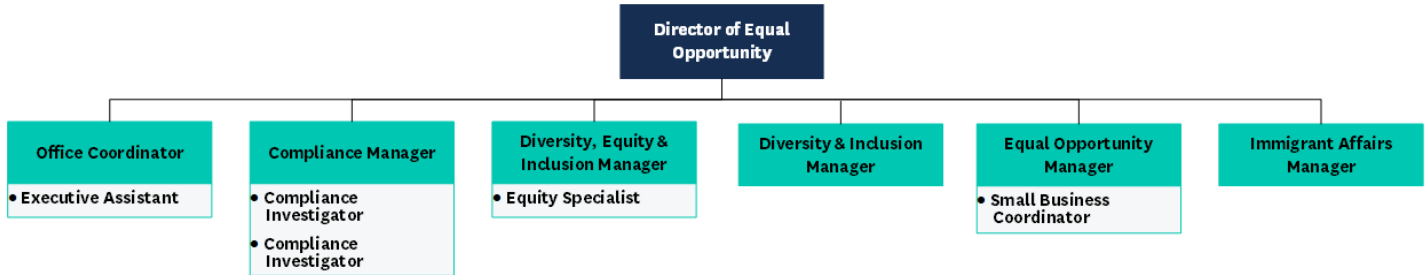 Director of Equal
Opportunity
Office Coordinator
• Executive Assistant
Compliance Manager
• Compliance
Investigator
• Compliance
Investigator
Diversity, Equity &
Inclusion Manager
• Equity Specialist
Diversity & Inclusion
Manager
Equal Opportunity
Manager
• Small Business
Coordinator
Immigrant Affairs
Manager